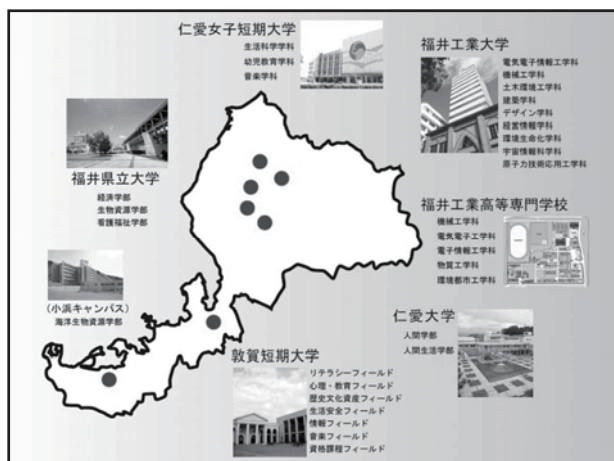 仁愛女子短期大学
生活科学学科
幼児教育学科
音楽学科
福井工業大学
電気電子情報工学科
機械工学科
土木環境工学科
建築学科
デザイン学科
経営情報学科
環境生命化学科
宇宙情報科学科
原子力技術応用工学科
福井県立大学
経済学部
生物資源学部
看護福祉学部
福井工業高等専門学校
機械工学科
電気電子工学科
電子情報工学科
物質工学科
環境都市工学科
(小浜キャンパス)
海洋生物資源学部
仁愛大学
人間学部
人間生活学部
敦賀短期大学
リテラシーフィールド
心理・教育フィールド
歴史文化資産フィールド
生活安全フィールド
情報フィールド
音楽フィールド
資格課程フィールド